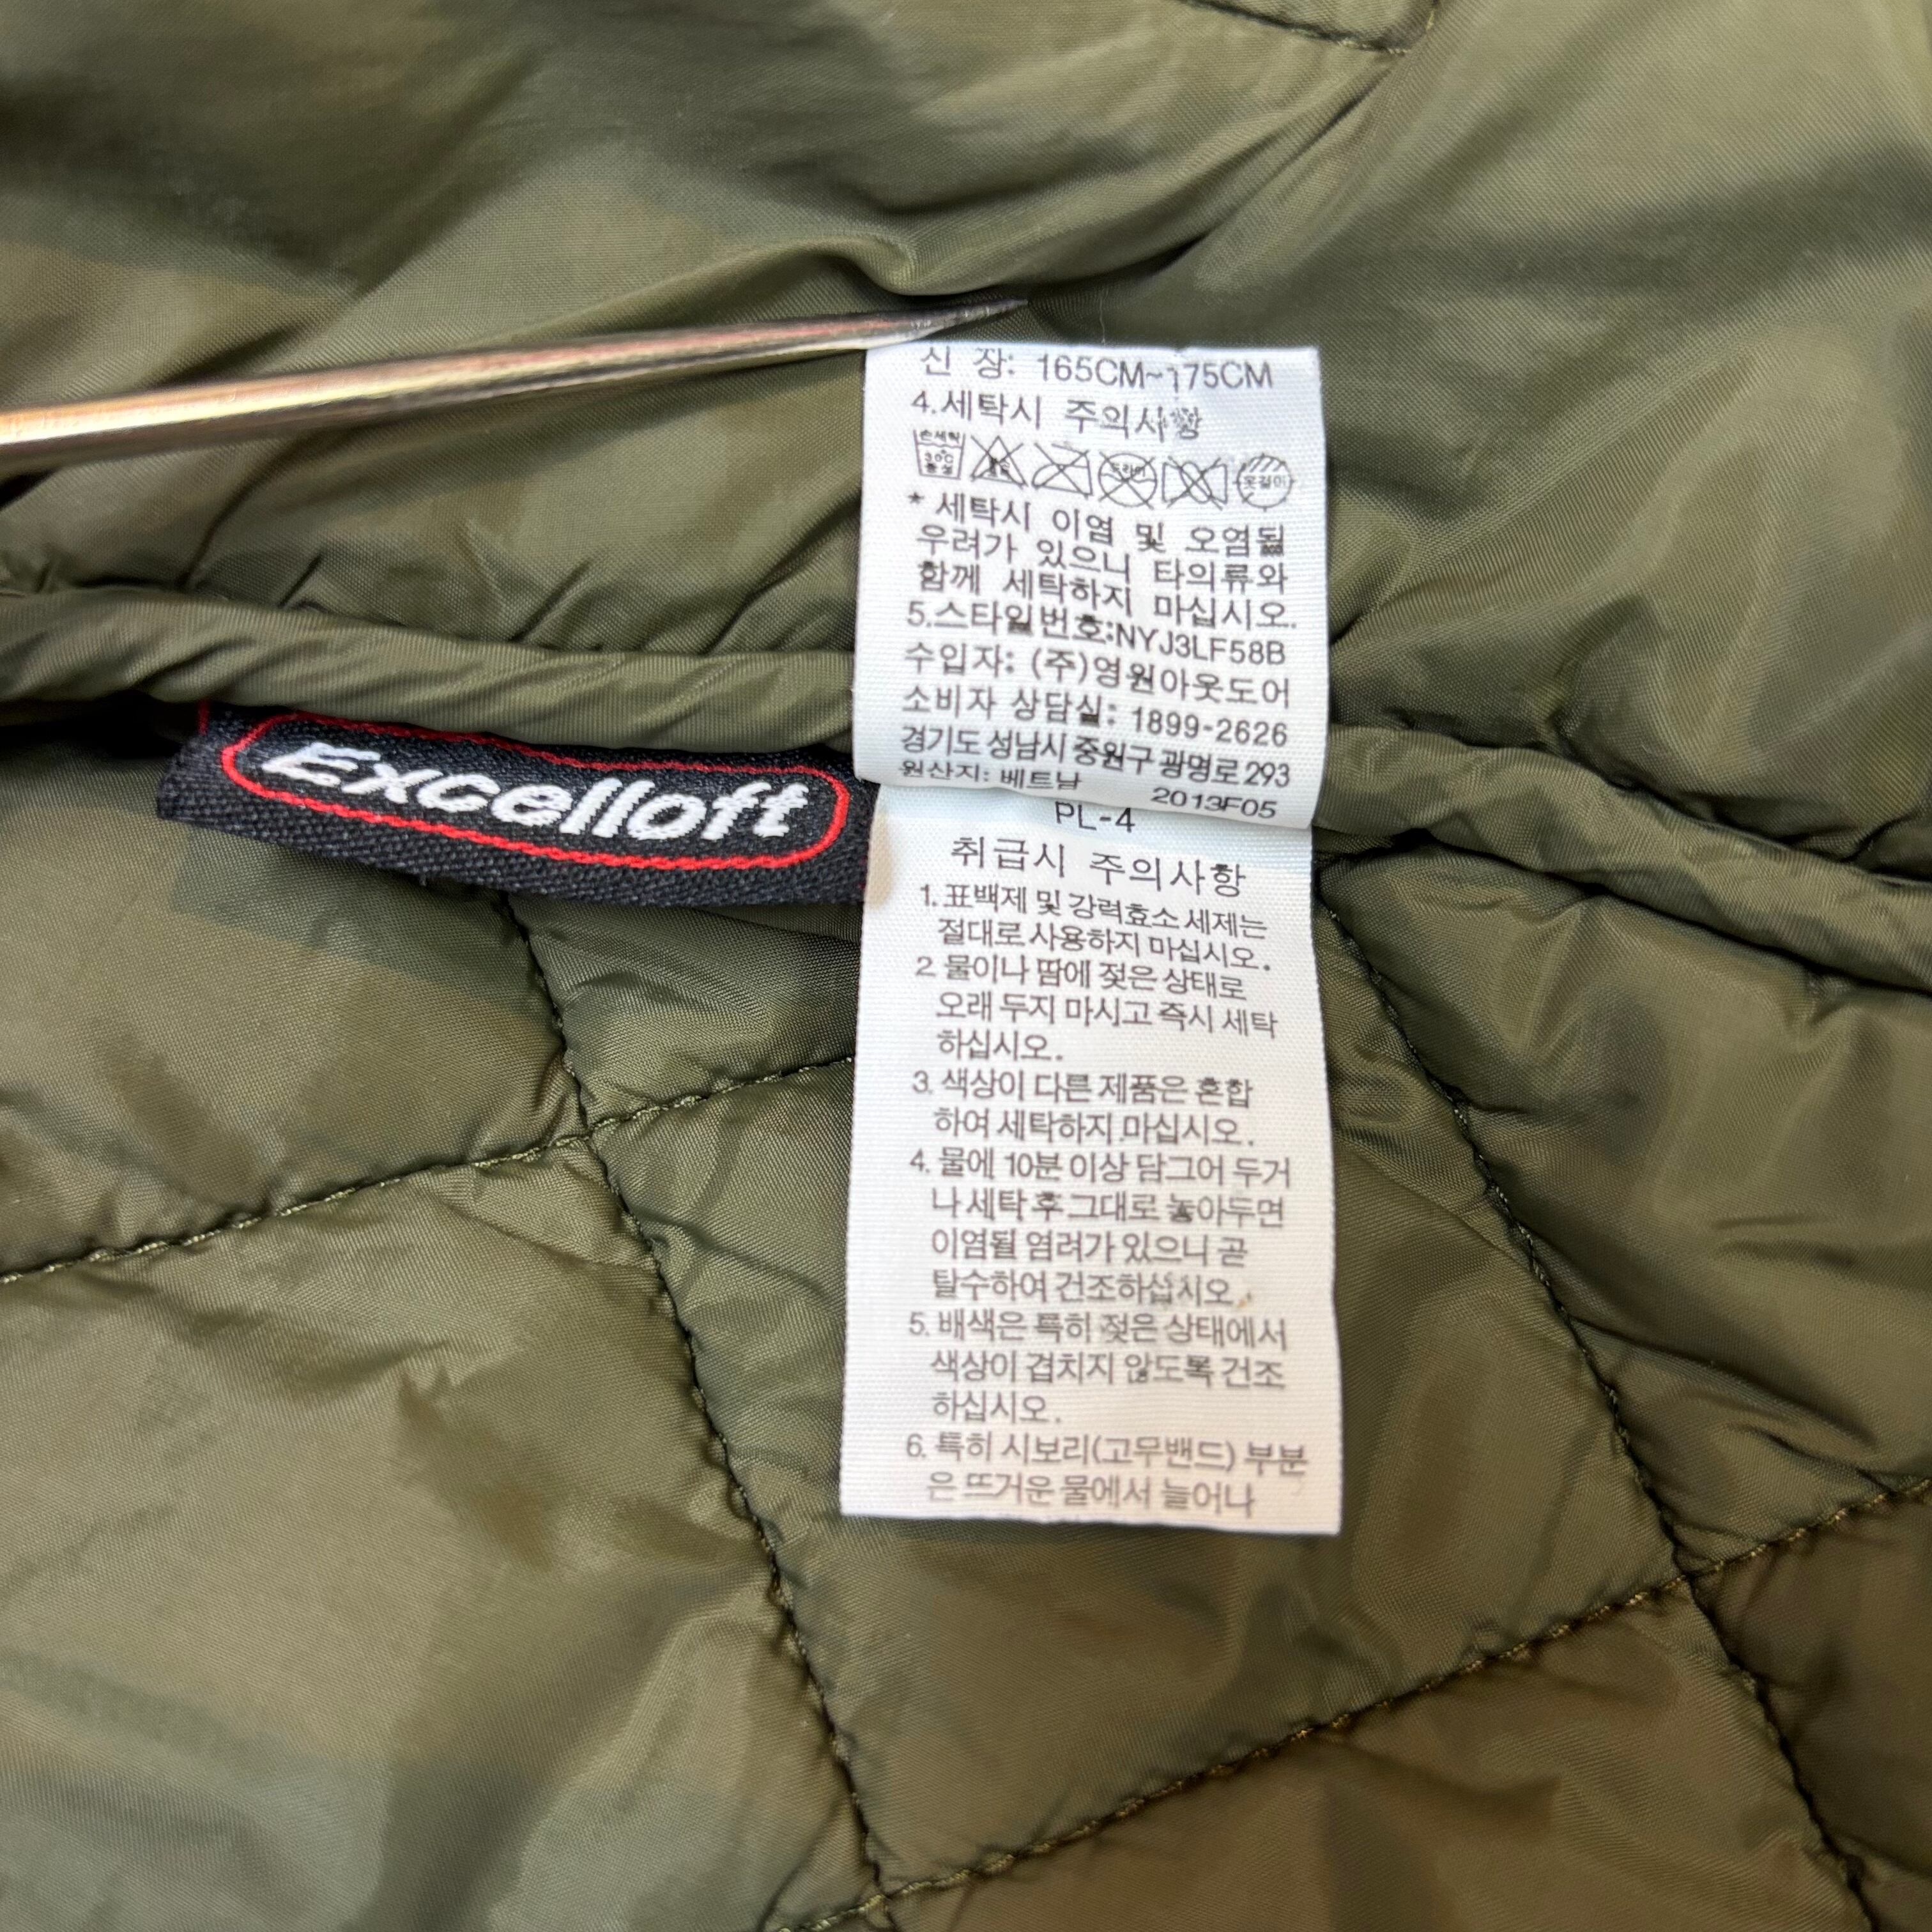 신 장: 165CM~175CM
4.세탁시 주의사항
손세탁 30℃ 중성 드라이 옷걸이
* 세탁시 이염 및 오염될
우려가 있으니 타의류와
함께 세탁하지 마십시오.
5.스타일번호:NYJ3LF58B
수입자: (주)영원아웃도어
소비자 상담실: 1899-2626
경기도 성남시 중원구 광명로 293
원산지: 베트남 2013F05
Excelloft
PL-4
취급시 주의사항
1. 표백제 및 강력효소 세제는
절대로 사용하지 마십시오.
2. 물이나 땀에 젖은 상태로
오래 두지 마시고 즉시 세탁
하십시오.
3. 색상이 다른 제품은 혼합
하여 세탁하지 마십시오.
4. 물에 10분 이상 담그어 두거
나 세탁 후 그대로 놓아두면
이염될 염려가 있으니 곧
탈수하여 건조하십시오.
5. 배색은 특히 젖은 상태에서
색상이 겹치지 않도록 건조
하십시오.
6. 특히 시보리(고무밴드) 부분
은 뜨거운 물에서 늘어나